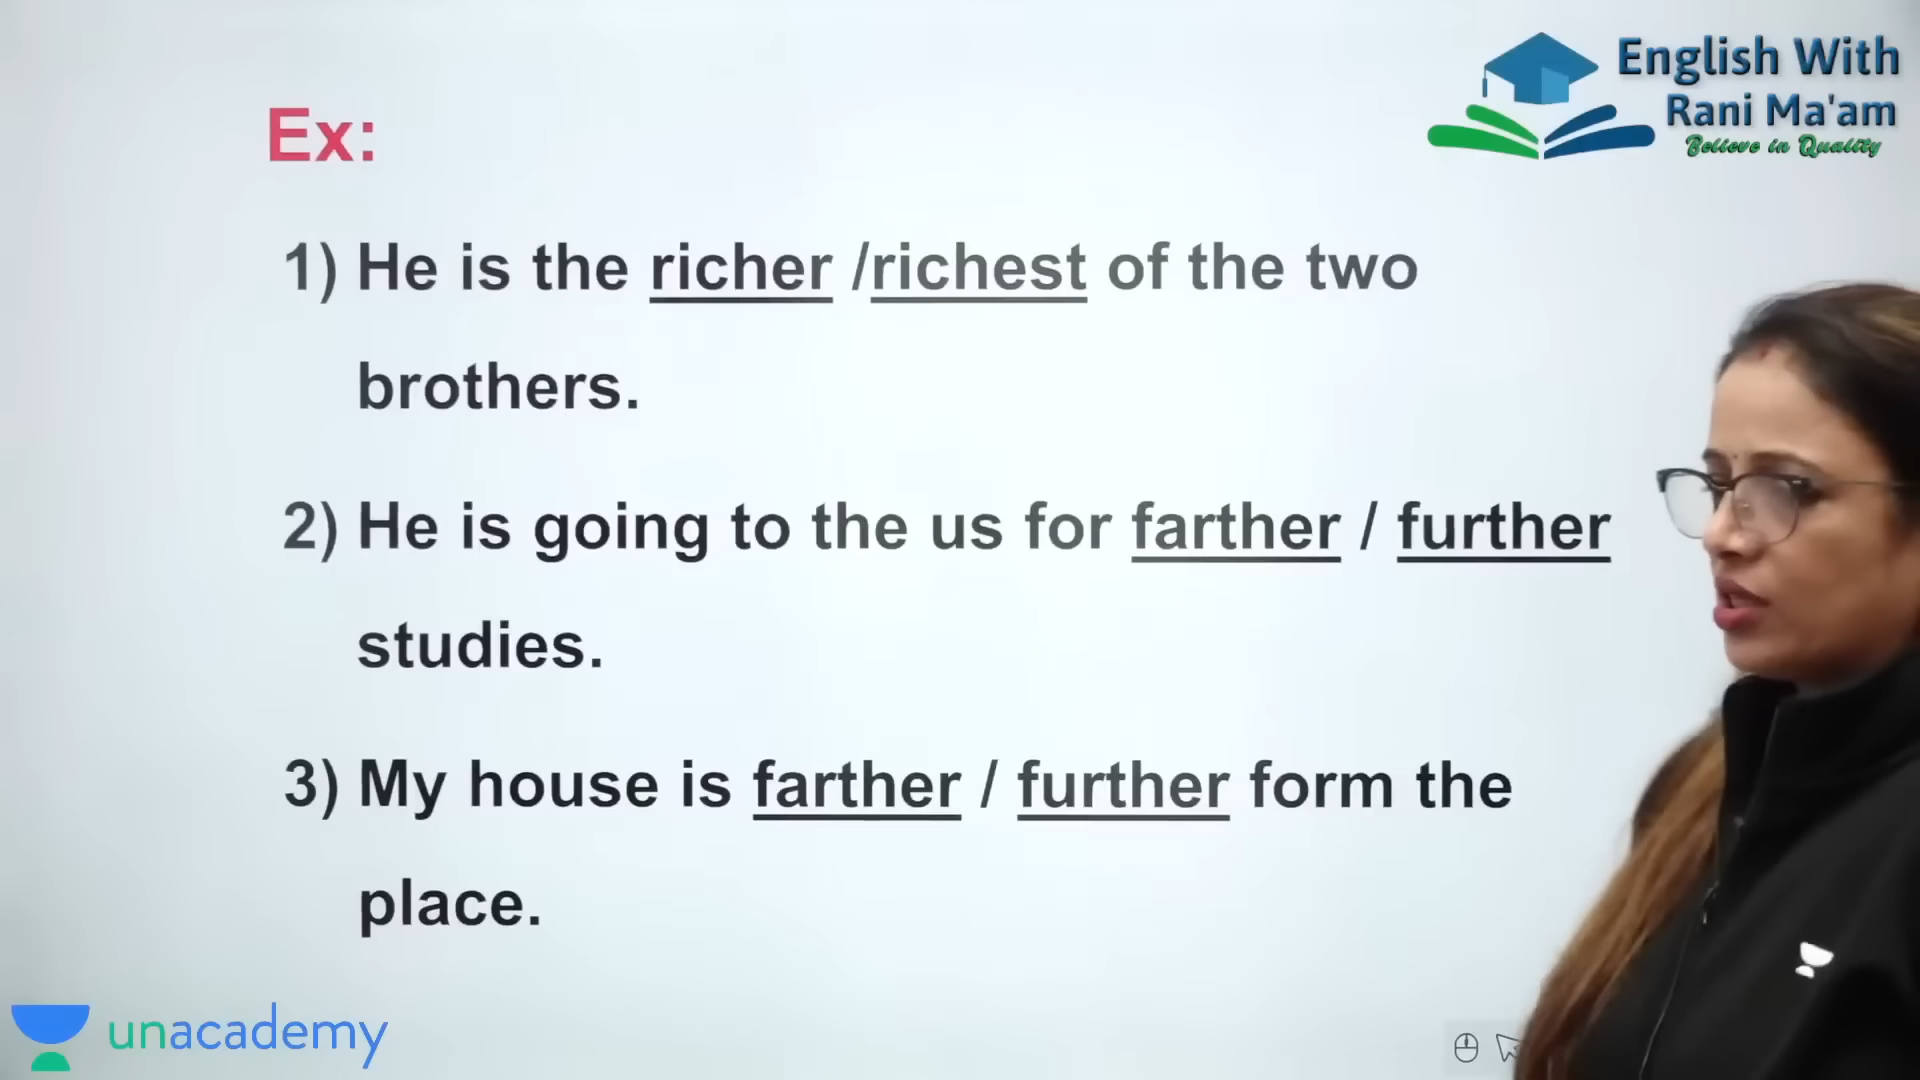 English With
Rani Ma'am
Believe in Quality
Ex:
1) He is the richer /richest of the two
brothers.
2) He is going to the us for farther / further
studies.
3) My house is farther / further form the
place.
unacademy